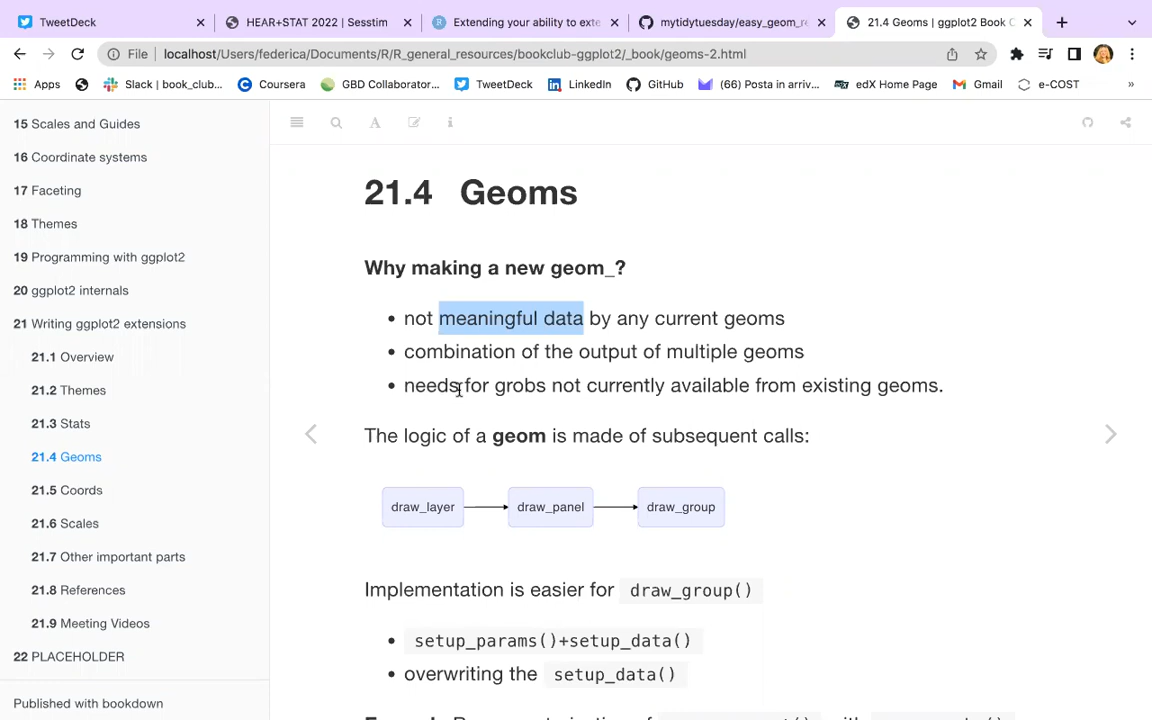 TweetDeck
HEAR+STAT 2022 | Sesstim
Extending your ability to exte
mytidytuesday/easy_geom_re
21.4 Geoms | ggplot2 Book C
File
localhost/Users/federica/Documents/R/R_general_resources/bookclub-ggplot2/_book/geoms-2.html
Apps
Slack | book_club...
Coursera
GBD Collaborator...
TweetDeck
LinkedIn
GitHub
(66) Posta in arriv...
edX Home Page
Gmail
e-COST
»
15 Scales and Guides
16 Coordinate systems
17 Faceting
18 Themes
19 Programming with ggplot2
20 ggplot2 internals
21 Writing ggplot2 extensions
21.1 Overview
21.2 Themes
21.3 Stats
21.4 Geoms
21.5 Coords
21.6 Scales
21.7 Other important parts
21.8 References
21.9 Meeting Videos
22 PLACEHOLDER
Published with bookdown
21.4 Geoms
Why making a new geom_?
• not meaningful data by any current geoms
• combination of the output of multiple geoms
• needs for grobs not currently available from existing geoms.
The logic of a geom is made of subsequent calls:
draw_layer
draw_panel
draw_group
Implementation is easier for draw_group()
• setup_params()+setup_data()
• overwriting the setup_data()